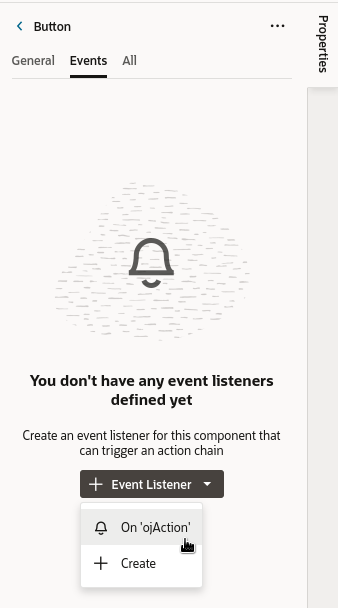 Button
Properties
General Events All
You don't have any event listeners
defined yet
Create an event listener for this component that
can trigger an action chain
Event Listener
On 'ojAction'
Create